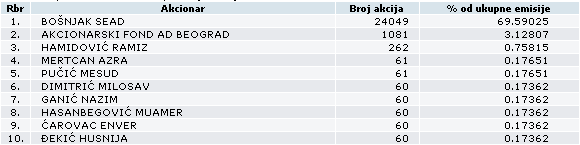 Rbr Akcionar Broj akcija % od ukupne emisije
1. BOŠNJAK SEAD 24049 69.59025
2. AKCIONARSKI FOND AD BEOGRAD 1081 3.12807
3. HAMIDOVIĆ RAMIZ 262 0.75815
4. MERTCAN AZRA 61 0.17651
5. PUČIĆ MESUD 61 0.17651
6. DIMITRIĆ MILOSAV 60 0.17362
7. GANIĆ NAZIM 60 0.17362
8. HASANBEGOVIĆ MUAMER 60 0.17362
9. ĆAROVAC ENVER 60 0.17362
10. ĐEKIĆ HUSNIJA 60 0.17362